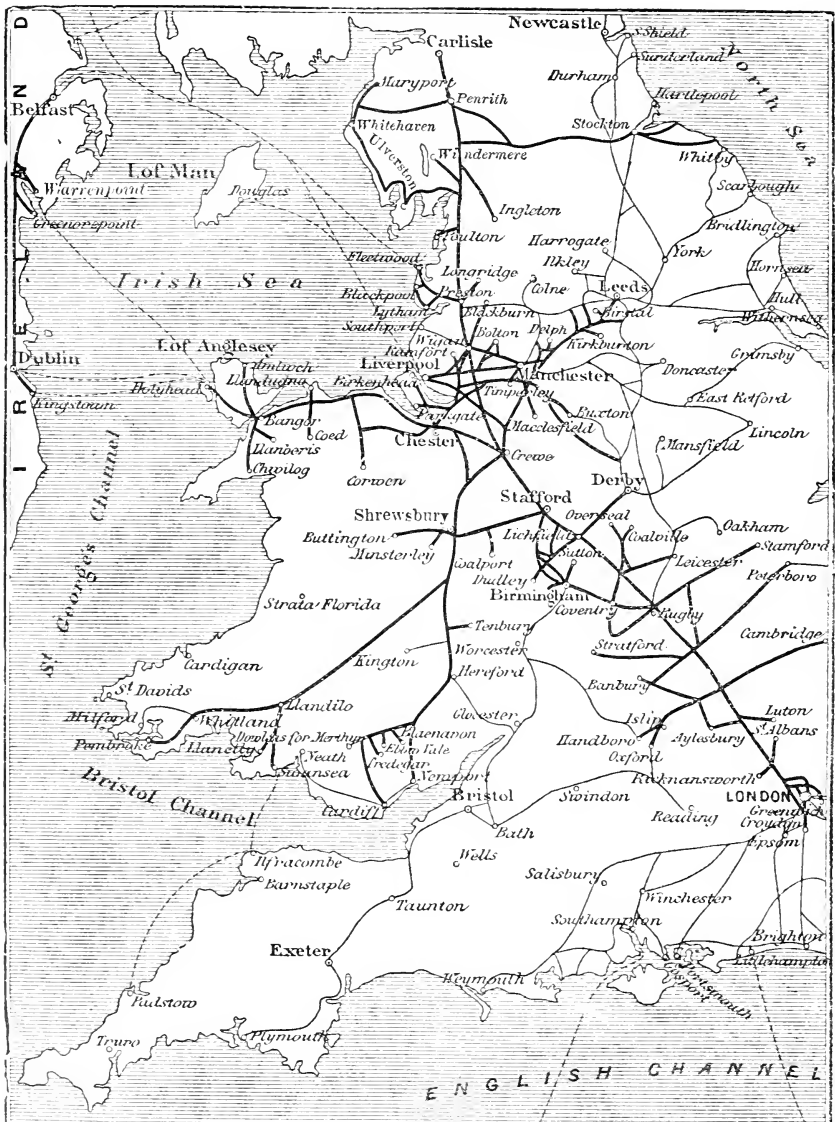 Newcastle
S. Shield
Carlisle
Sunderland
North Sea
Durham
Maryport
Hartlepool
Belfast
Penrith
Whitehaven
Stockton
Ulverston
Windermere
Whitby
I. of Man
Warrenpoint
Douglas
Scarbough
Greenorepoint
Ingleton
Bridlington
Poulton
Harrogate
York
Fleetwood
Ilkley
Hornsea
Irish Sea
Longridge
Colne
Leeds
Blackpool
Preston
Hull
Lytham
Blackburn
Birstal
Withernsea
Southport
Wigan
Bolton
Delph
Kirkburton
Dublin
I. of Anglesey
Rainfort
Grimsby
Amlwch
Liverpool
Doncaster
Holyhead
Birkenhead
Manchester
Kingstown
Timperley
East Retford
Bangor
Parkgate
Buxton
Coed
Chester
Macclesfield
Lincoln
Llanberis
Mansfield
Chwilog
Crewe
Corwen
Derby
Stafford
Shrewsbury
Overseal
Oakham
Buttington
Lichfield
Coalville
Stamford
Munsterley
Sutton
Coalport
Leicester
Peterboro
Dudley
Birmingham
Coventry
Rugby
Strata Florida
Tenbury
Cambridge
Worcester
Stratford
Cardigan
Kington
Hereford
Banbury
St. Davids
Llandilo
Luton
Milford
Whitland
Glocester
Islip
St. Albans
Pembroke
Llanelly
Dowlais for Merthyr
Blaenavon
Handboro
Aylesbury
Neath
Ebbw Vale
Oxford
Swansea
Tredegar
Newport
Rickmansworth
Bristol Channel
Cardiff
Bristol
Swindon
LONDON
Reading
Greenwich
Bath
Croydon
Epsom
Ilfracombe
Wells
Barnstaple
Salisbury
Winchester
Taunton
Southampton
Brighton
Exeter
Littlehampton
Weymouth
Portsmouth
Gosport
Padstow
Plymouth
Truro
ENGLISH CHANNEL
IRELAND
St. George's Channel